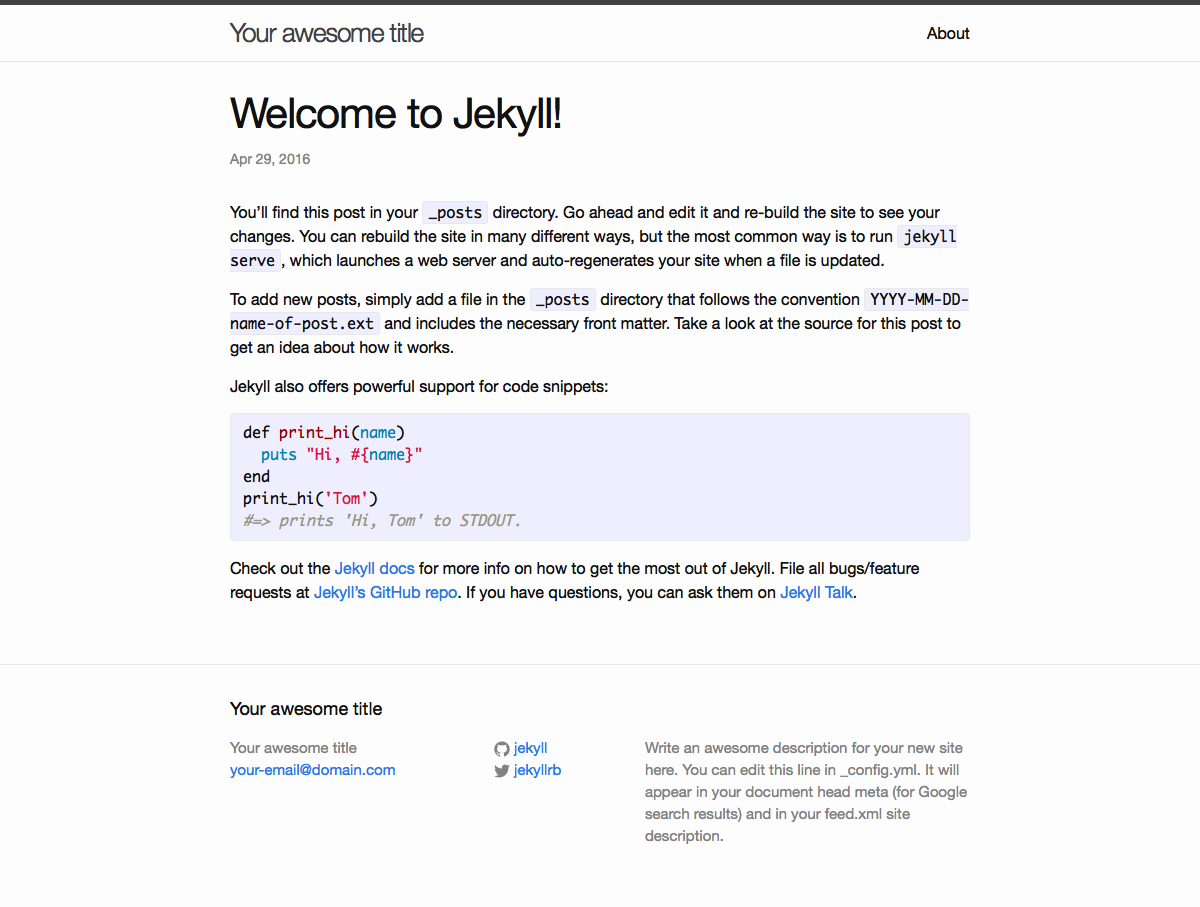 Your awesome title
About
Welcome to Jekyll!
Apr 29, 2016
You’ll find this post in your _posts directory. Go ahead and edit it and re-build the site to see your
changes. You can rebuild the site in many different ways, but the most common way is to run jekyll
serve , which launches a web server and auto-regenerates your site when a file is updated.
To add new posts, simply add a file in the _posts directory that follows the convention YYYY-MM-DD-
name-of-post.ext and includes the necessary front matter. Take a look at the source for this post to
get an idea about how it works.
Jekyll also offers powerful support for code snippets:
def print_hi(name)
  puts "Hi, #{name}"
end
print_hi('Tom')
#=> prints 'Hi, Tom' to STDOUT.
Check out the Jekyll docs for more info on how to get the most out of Jekyll. File all bugs/feature
requests at Jekyll’s GitHub repo. If you have questions, you can ask them on Jekyll Talk.
Your awesome title
Your awesome title
your-email@domain.com
jekyll
jekyllrb
Write an awesome description for your new site
here. You can edit this line in _config.yml. It will
appear in your document head meta (for Google
search results) and in your feed.xml site
description.